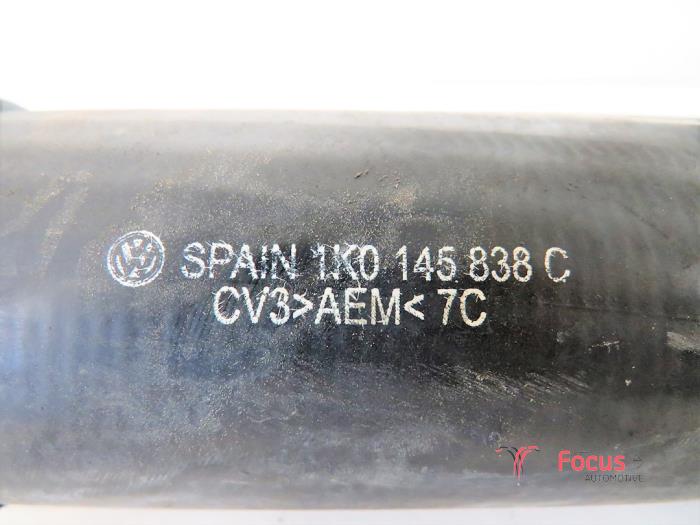 SPAIN 1K0 145 838 C
CV3>AEM< 7C
Focus
AUTOMOTIVE